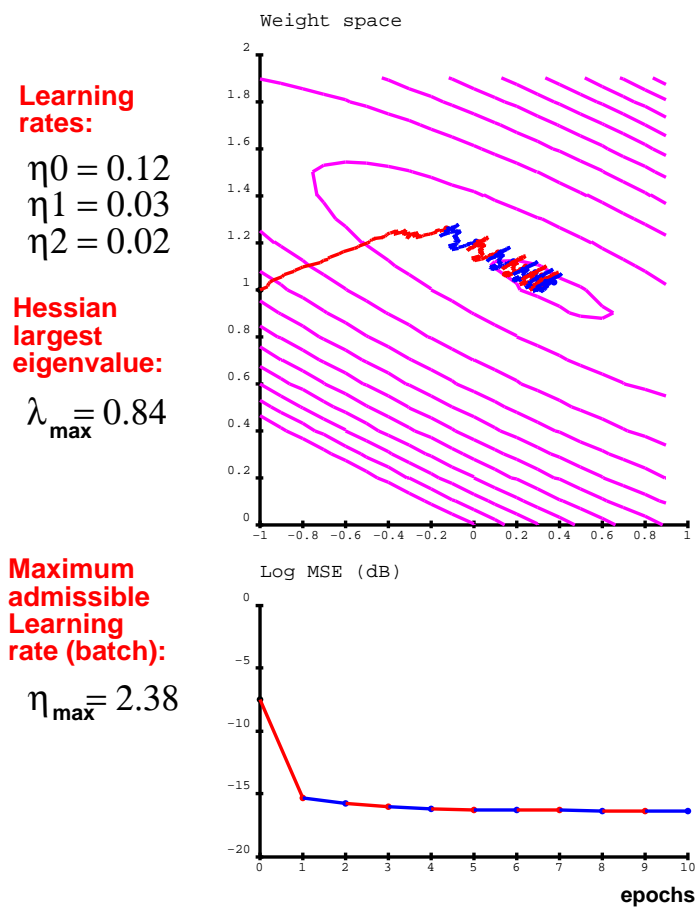 Weight space
Learning
rates:
η0 = 0.12
η1 = 0.03
η2 = 0.02
Hessian
largest
eigenvalue:
λmax = 0.84
2
1.8
1.6
1.4
1.2
1
0.8
0.6
0.4
0.2
0
-1 -0.8 -0.6 -0.4 -0.2 0 0.2 0.4 0.6 0.8 1
Maximum
admissible
Learning
rate (batch):
ηmax = 2.38
Log MSE (dB)
0
-5
-10
-15
-20
0 1 2 3 4 5 6 7 8 9 10
epochs